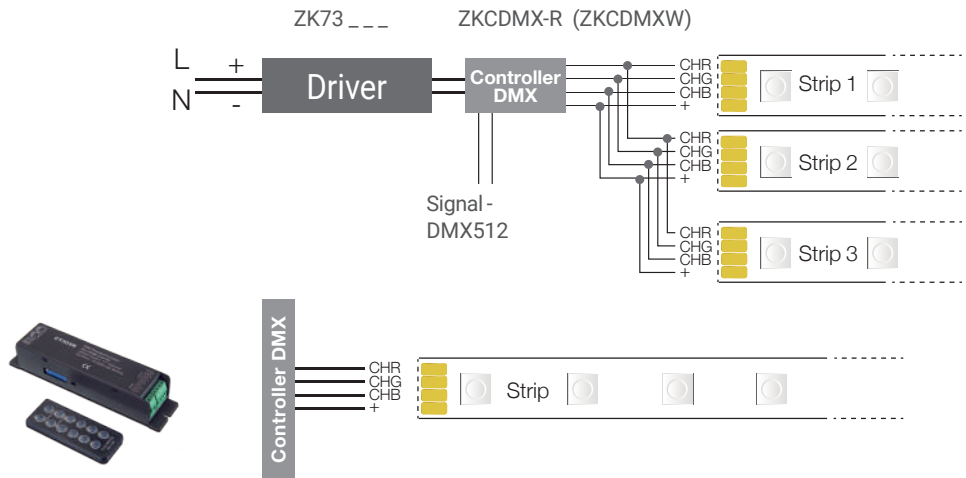 ZK73 _ _ _
ZKCDMX-R (ZKCDMXW)
L
+
N
-
Driver
Controller
DMX
Signal -
DMX512
CHR
CHG
CHB
+
Strip 1
CHR
CHG
CHB
+
Strip 2
CHR
CHG
CHB
+
Strip 3
Controller DMX
CHR
CHG
CHB
+
Strip